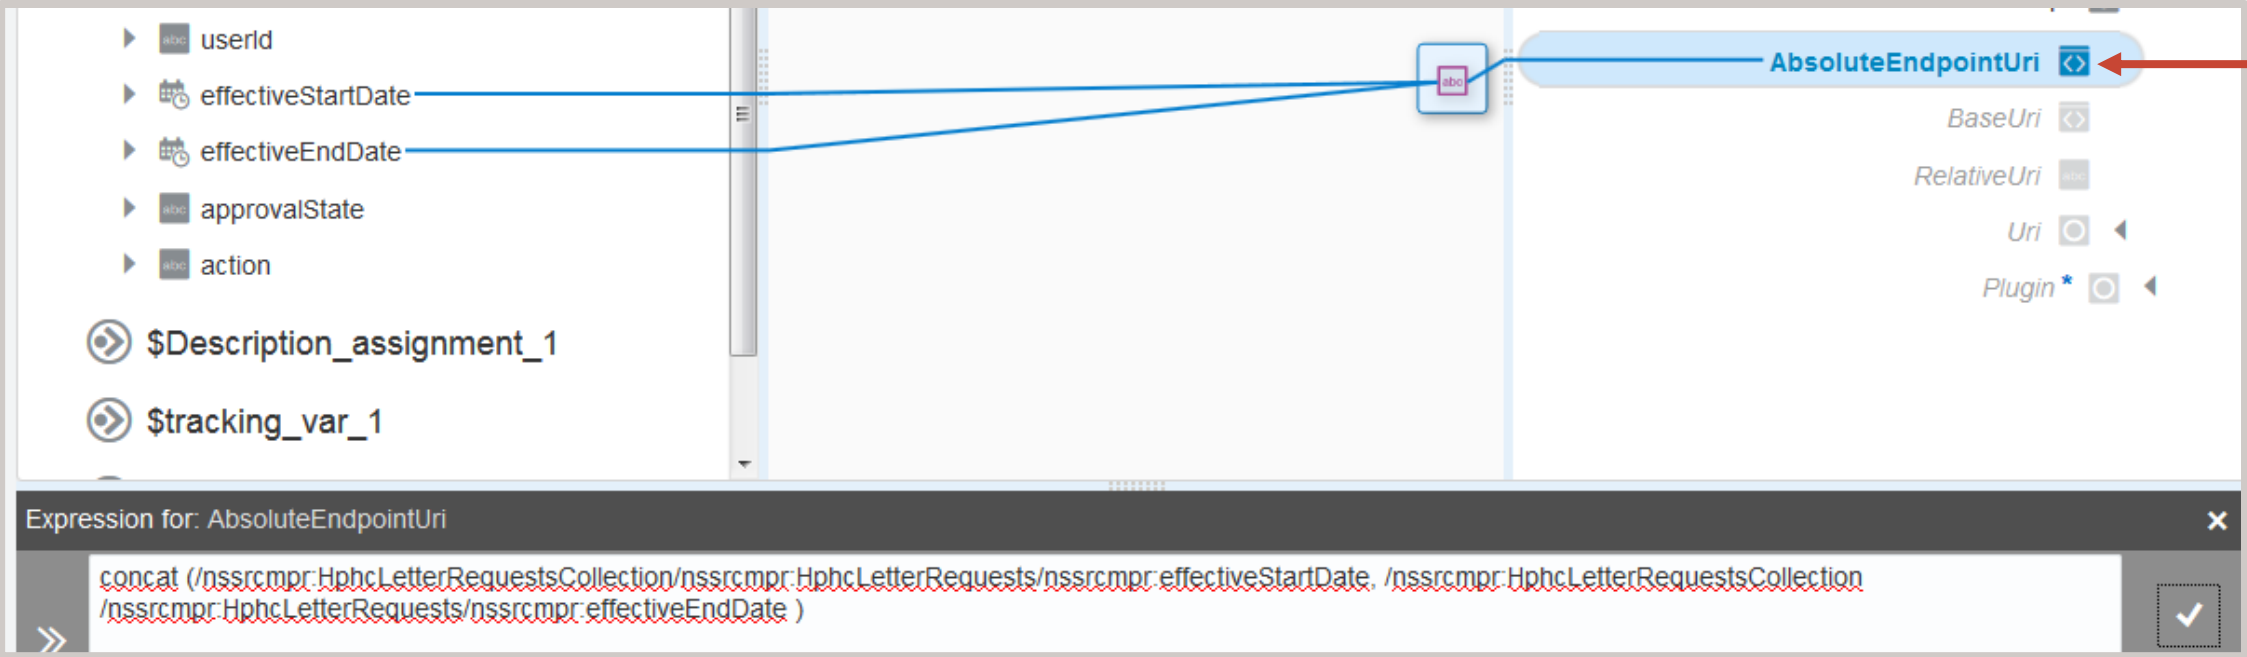 userId
effectiveStartDate
effectiveEndDate
approvalState
action
$Description_assignment_1
$tracking_var_1
abc
AbsoluteEndpointUri
BaseUri
RelativeUri
Uri
Plugin *
Expression for: AbsoluteEndpointUri
concat (/nssrcmpr:HphcLetterRequestsCollection/nssrcmpr:HphcLetterRequests/nssrcmpr:effectiveStartDate, /nssrcmpr:HphcLetterRequestsCollection
/nssrcmpr:HphcLetterRequests/nssrcmpr:effectiveEndDate )